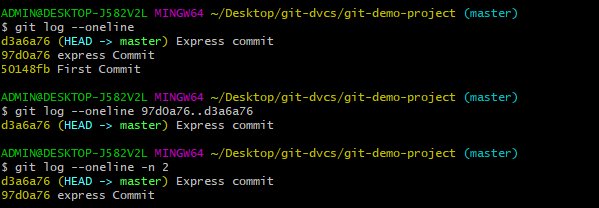 ADMIN@DESKTOP-J582V2L MINGW64 ~/Desktop/git-dvcs/git-demo-project (master)
$ git log --oneline
d3a6a76 (HEAD -> master) Express commit
97d0a76 express Commit
50148fb First Commit
ADMIN@DESKTOP-J582V2L MINGW64 ~/Desktop/git-dvcs/git-demo-project (master)
$ git log --oneline 97d0a76..d3a6a76
d3a6a76 (HEAD -> master) Express commit
ADMIN@DESKTOP-J582V2L MINGW64 ~/Desktop/git-dvcs/git-demo-project (master)
$ git log --oneline -n 2
d3a6a76 (HEAD -> master) Express commit
97d0a76 express Commit